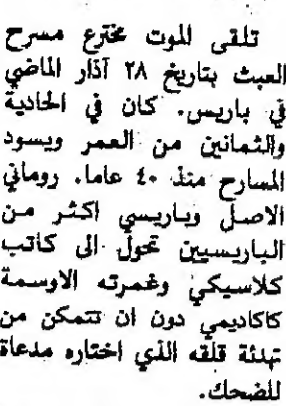 تلقى الموت مخترع مسرح
العبث بتاريخ ٢٨ آذار الماضي
في باريس. كان في الحادية
والثمانين من العمر ويسود
المسارح منذ ٤٠ عاما. روماني
الاصل وباريسي اكثر من
الباريسيين تحول الى كاتب
كلاسيكي وغمرته الاوسمة
كاكاديمي دون ان تتمكن من
تهدئة قلقه الذي اختاره مدعاة
للضحك.